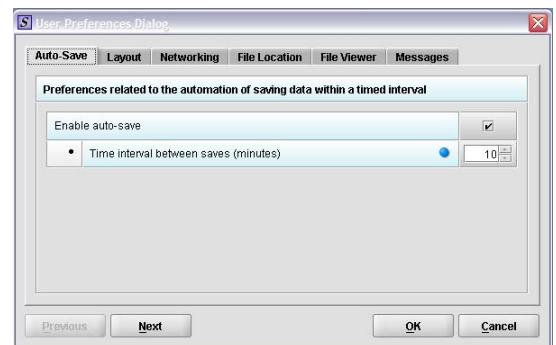 S User Preferences Dialog
Auto-Save Layout Networking File Location File Viewer Messages
Preferences related to the automation of saving data within a timed interval
Enable auto-save
Time interval between saves (minutes) 10
Previous Next OK Cancel